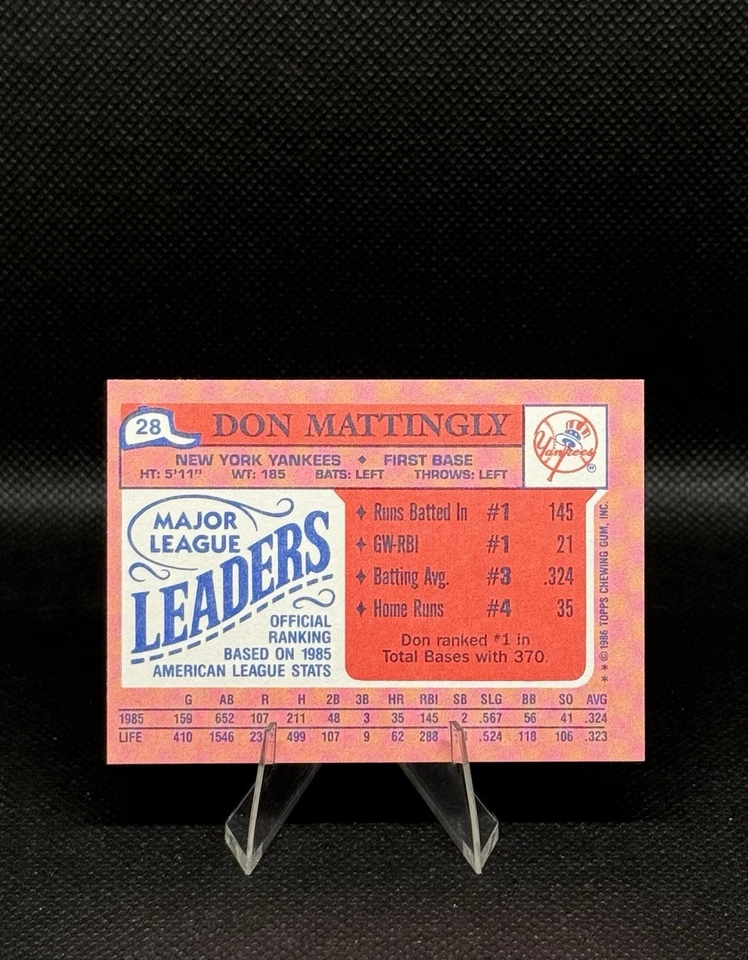 28 DON MATTINGLY
Yankees
NEW YORK YANKEES ✦ FIRST BASE
HT: 5'11" WT: 185 BATS: LEFT THROWS: LEFT
MAJOR
LEAGUE
LEADERS
OFFICIAL
RANKING
BASED ON 1985
AMERICAN LEAGUE STATS
✦ Runs Batted In #1 145
✦ GW-RBI #1 21
✦ Batting Avg. #3 .324
✦ Home Runs #4 35
Don ranked #1 in
Total Bases with 370.
* * © 1986 TOPPS CHEWING GUM, INC.
G AB R H 2B 3B HR RBI SB SLG BB SO AVG
1985 159 652 107 211 48 3 35 145 2 .567 56 41 .324
LIFE 410 1546 23 499 107 9 62 288 .524 118 106 .323